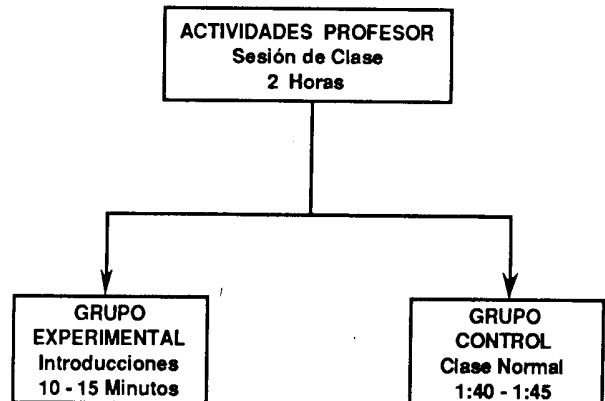 ACTIVIDADES PROFESOR
Sesión de Clase
2 Horas
GRUPO
EXPERIMENTAL
Introducciones
10 - 15 Minutos
GRUPO
CONTROL
Clase Normal
1:40 - 1:45